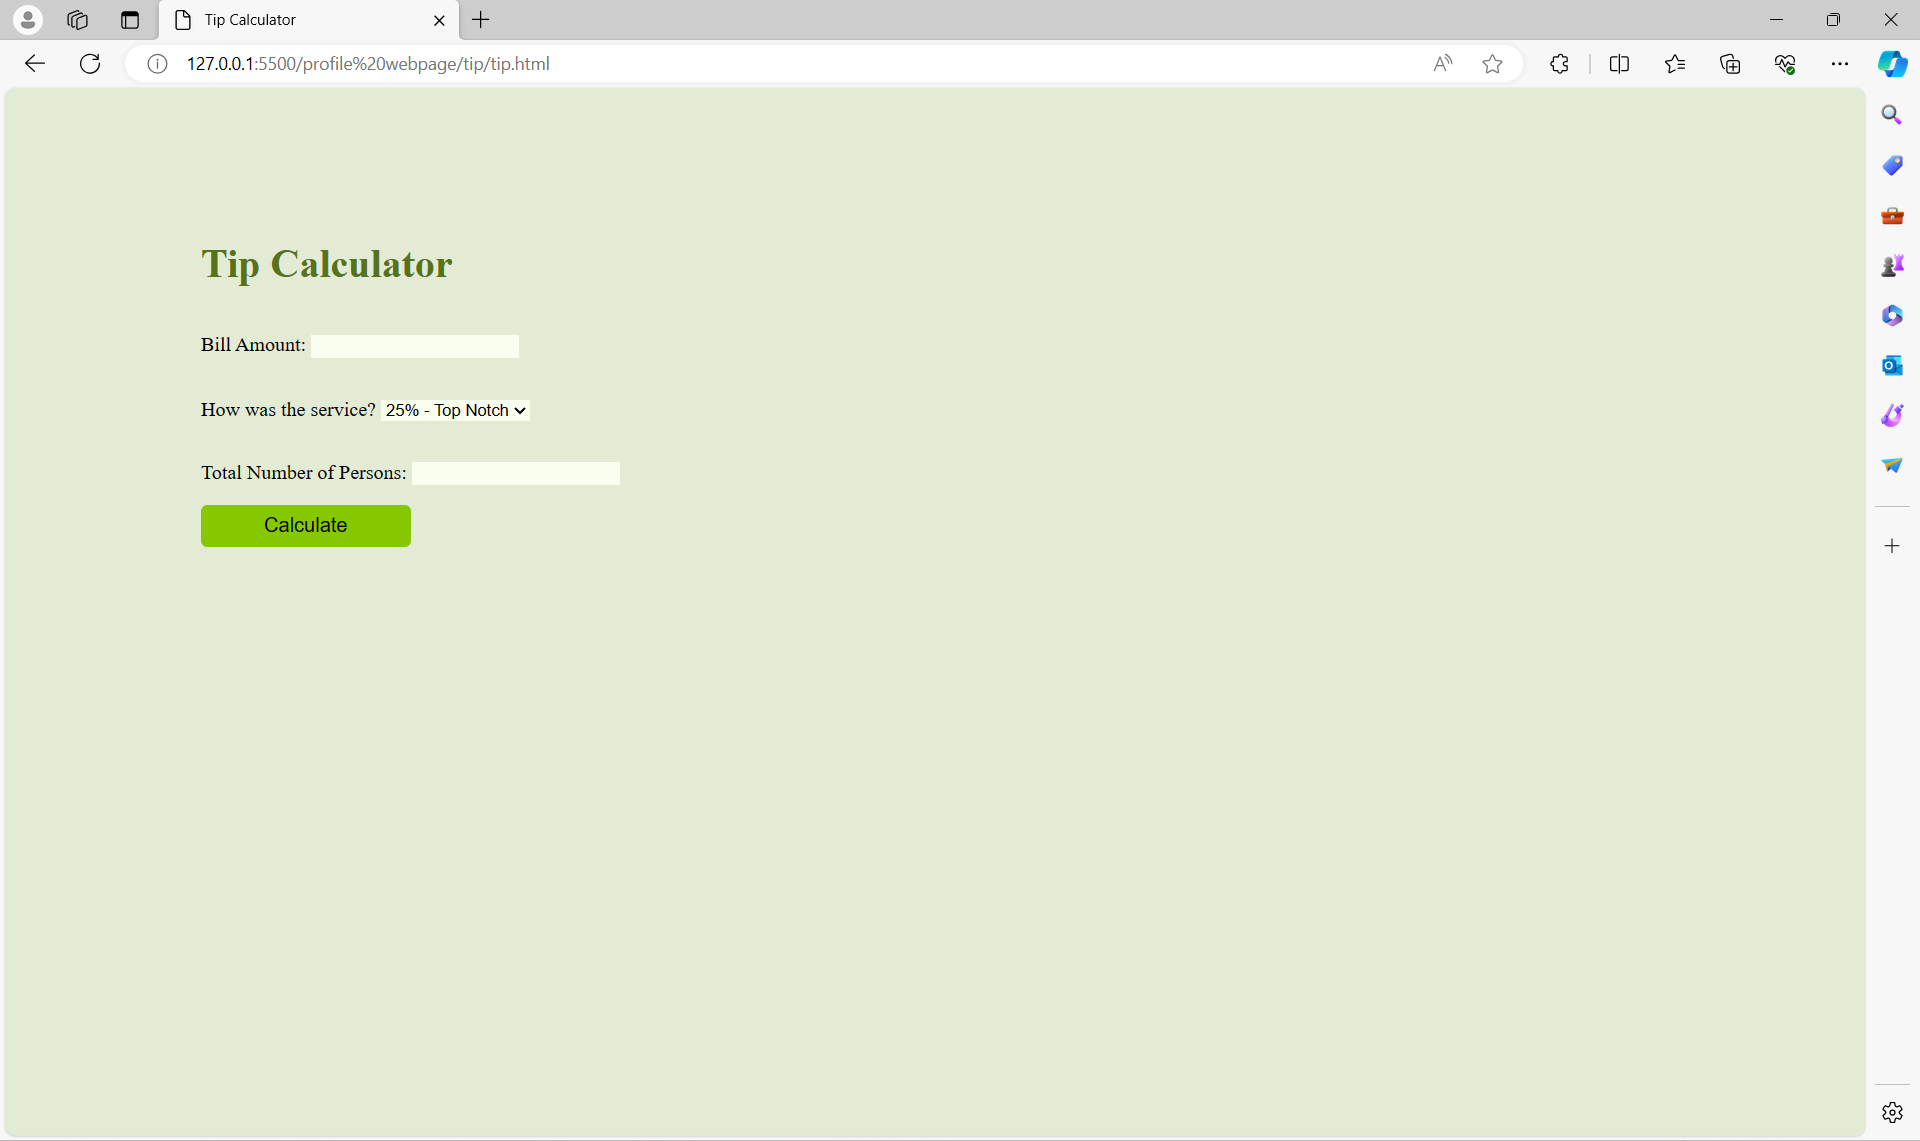 Tip Calculator
127.0.0.1:5500/profile%20webpage/tip/tip.html
Tip Calculator
Bill Amount:
How was the service? 25% - Top Notch
Total Number of Persons:
Calculate